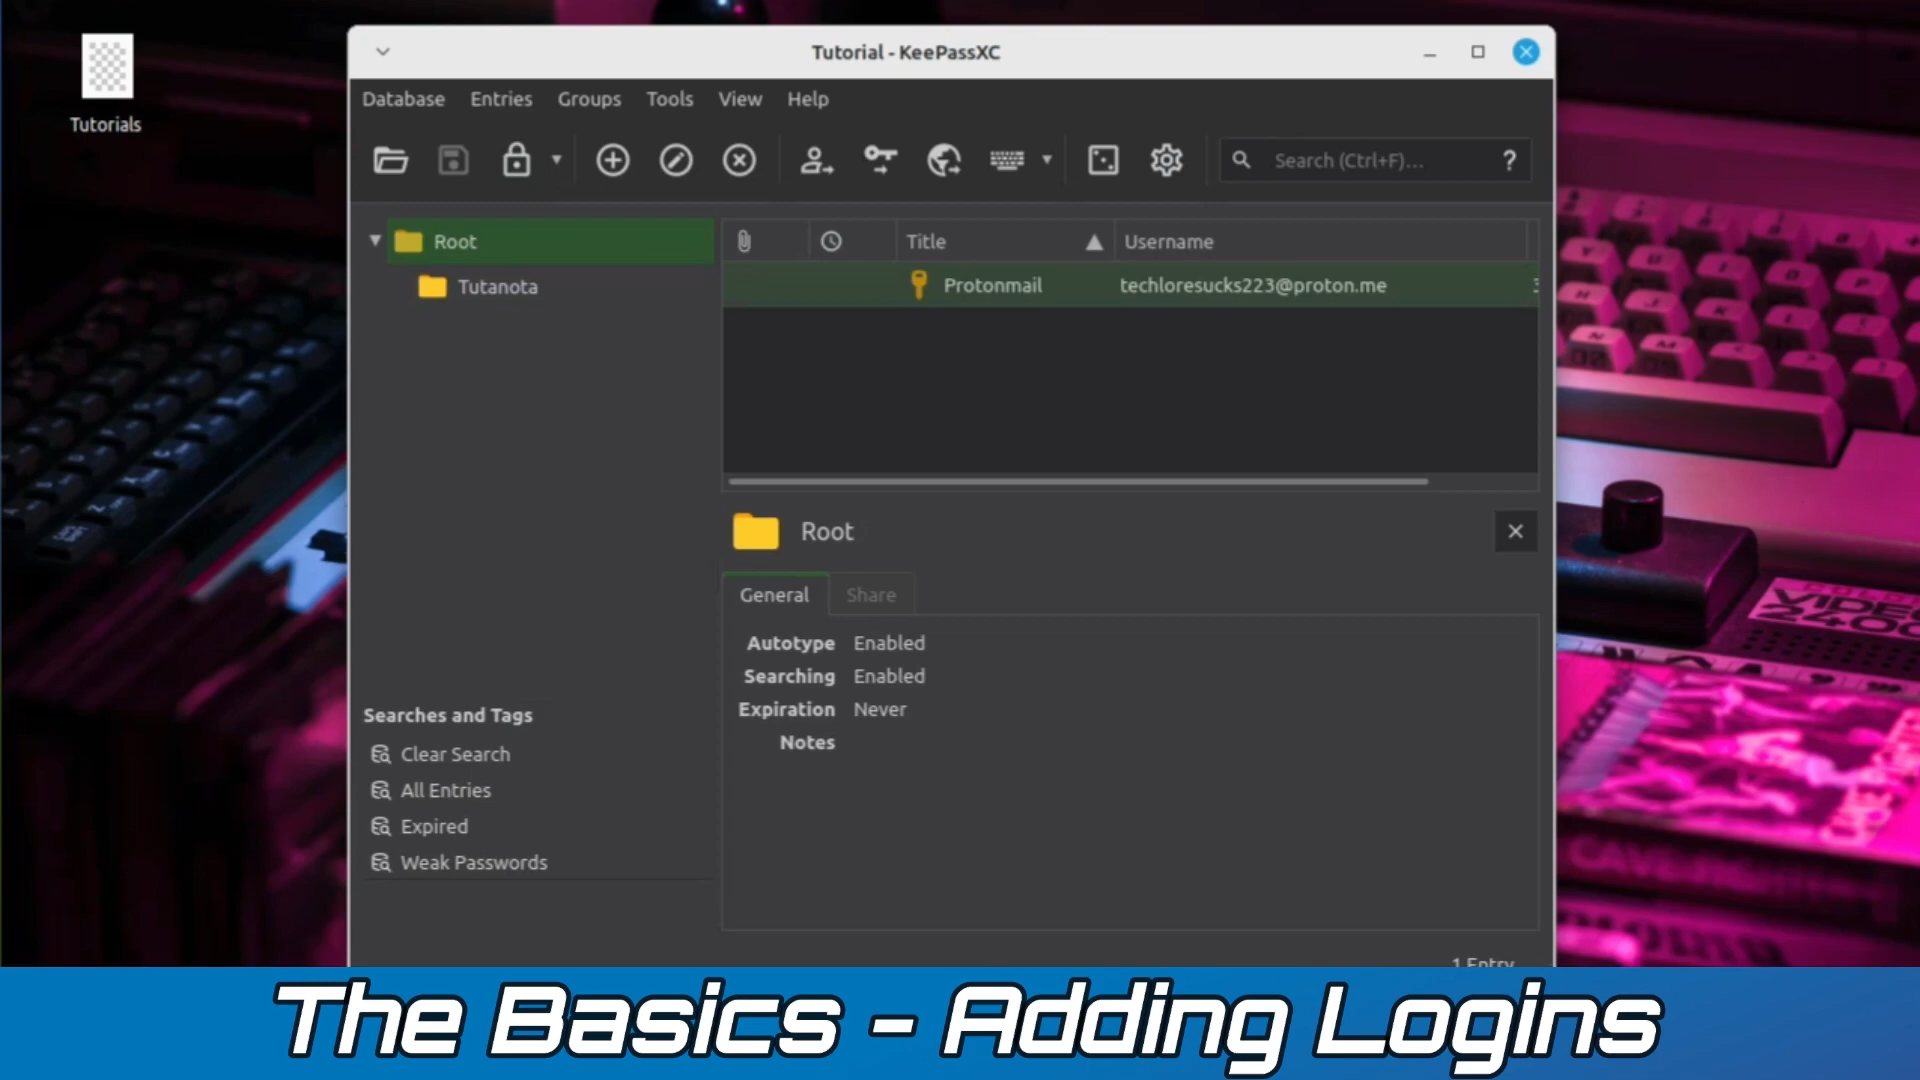 Tutorials
Tutorial - KeePassXC
Database Entries Groups Tools View Help
Search (Ctrl+F)... ?
Root
Tutanota
Title Username
Protonmail techloresucks223@proton.me
Root
General Share
Autotype Enabled
Searching Enabled
Expiration Never
Notes
Searches and Tags
Clear Search
All Entries
Expired
Weak Passwords
1 Entry
The Basics - Adding Logins